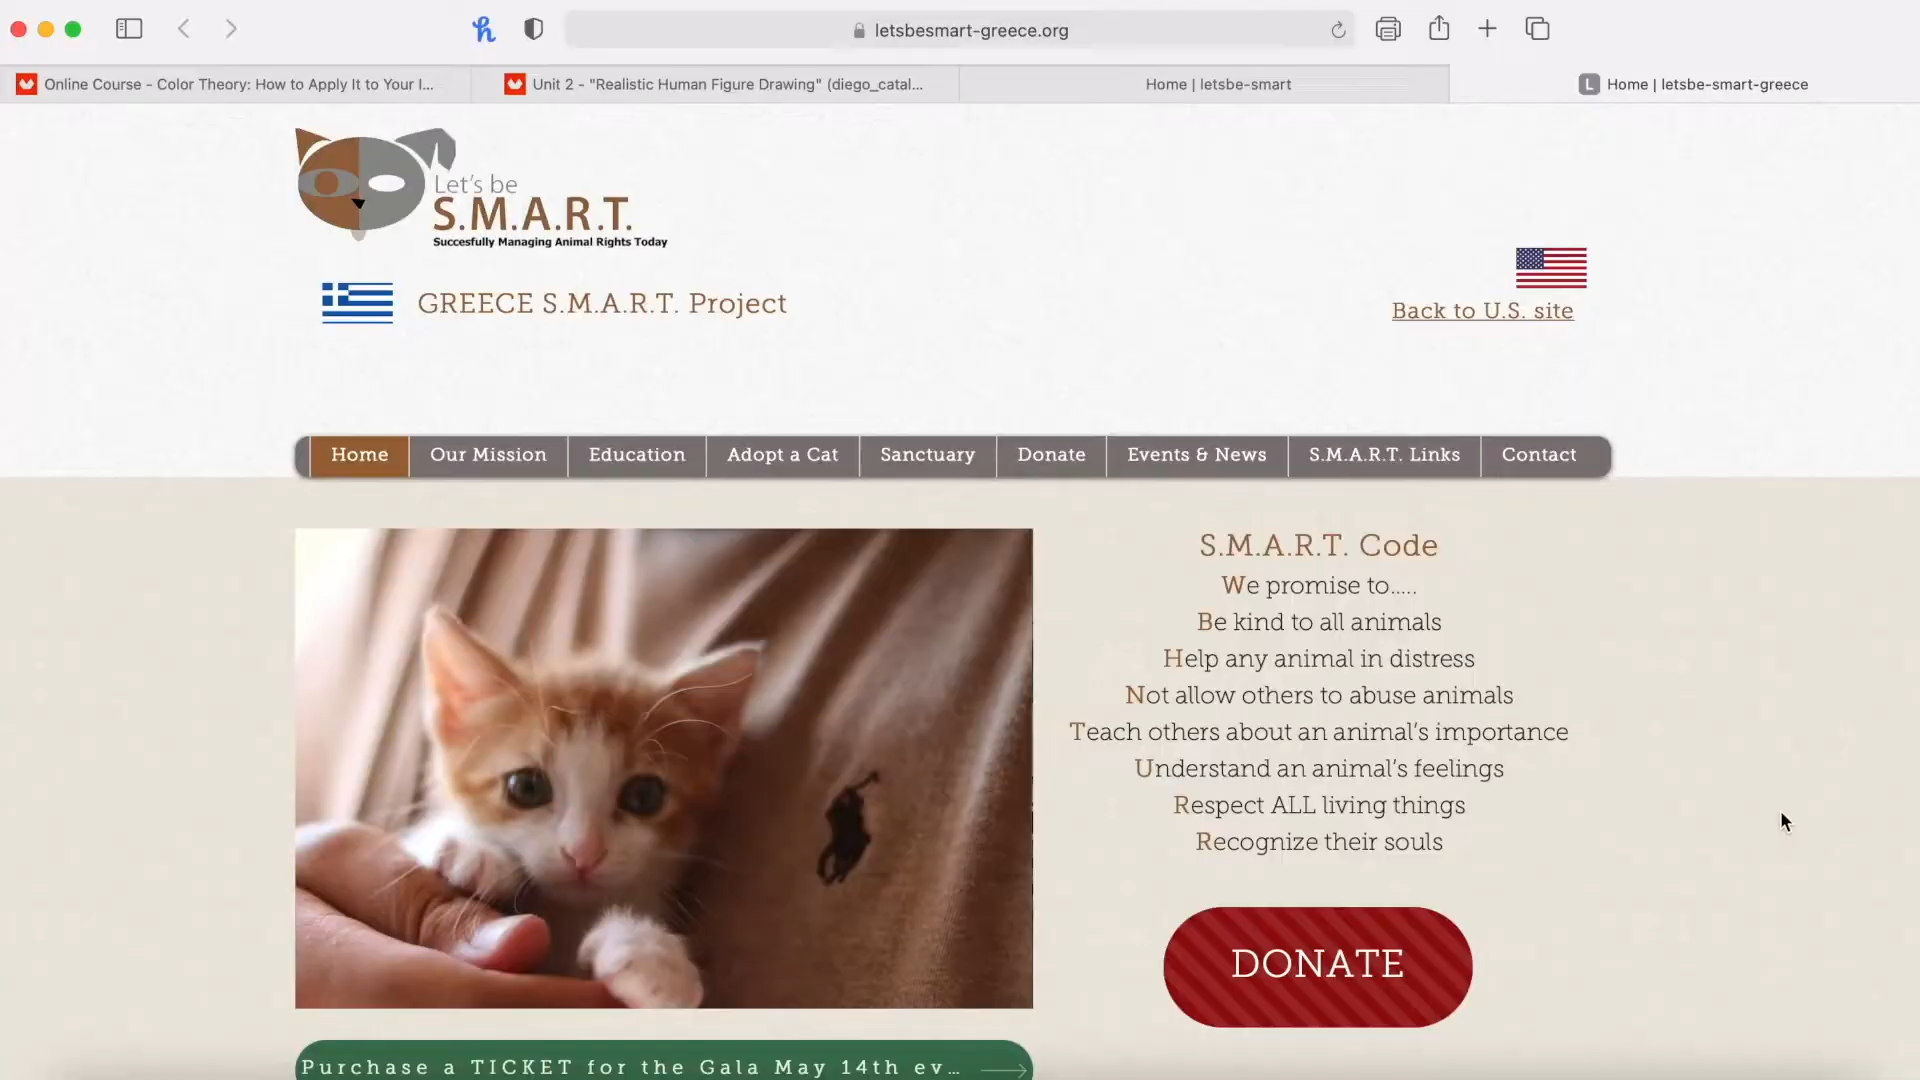 letsbesmart-greece.org
Online Course - Color Theory: How to Apply It to Your I...
Unit 2 - "Realistic Human Figure Drawing" (diego_catal...
Home | letsbe-smart
L Home | letsbe-smart-greece
Let's be
S.M.A.R.T.
Succesfully Managing Animal Rights Today
GREECE S.M.A.R.T. Project
Back to U.S. site
Home
Our Mission
Education
Adopt a Cat
Sanctuary
Donate
Events & News
S.M.A.R.T. Links
Contact
S.M.A.R.T. Code
We promise to.....
Be kind to all animals
Help any animal in distress
Not allow others to abuse animals
Teach others about an animal's importance
Understand an animal's feelings
Respect ALL living things
Recognize their souls
DONATE
Purchase a TICKET for the Gala May 14th ev...